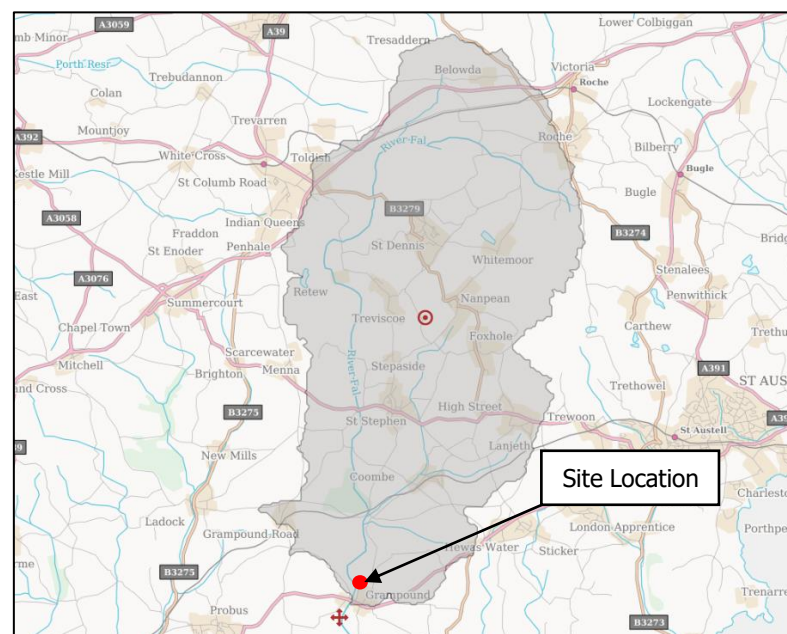 A3059
A39
Lower Colbiggan
mb Minor
Tresaddern
Porth Resr
Belowda
Victoria
Trebudannon
Roche
Colan
Lockengate
Trevarren
River-Fal
A392
Mountjoy
Roche
Bilberry
White-Cross
Toldish
Kestle Mill
St Columb Road
Bugle
Bugle
A3058
Indian Queens
B3279
Fraddon
B3274
St Enoder
Penhale
St Dennis
Bridg
A3076
Whitemoor
Stenalees
East
Retew
Nanpean
Penwithick
Summercourt
Chapel Town
Treviscoe
Carthew
Trethu
Foxhole
Scarcewater
River-Fal
Mitchell
Menna
Stepaside
A391
and Cross
Brighton
Trethowel
ST AUS
B3275
High Street
St Stephen
Trewoon
A39
St Austell
Lanjeth
New Mills
Coombe
Site Location
Charlest
Ladock
Grampound Road
London Apprentice
Porthpe
Hewas Water
Sticker
B3275
Grampound
Trenarre
Probus
B3273